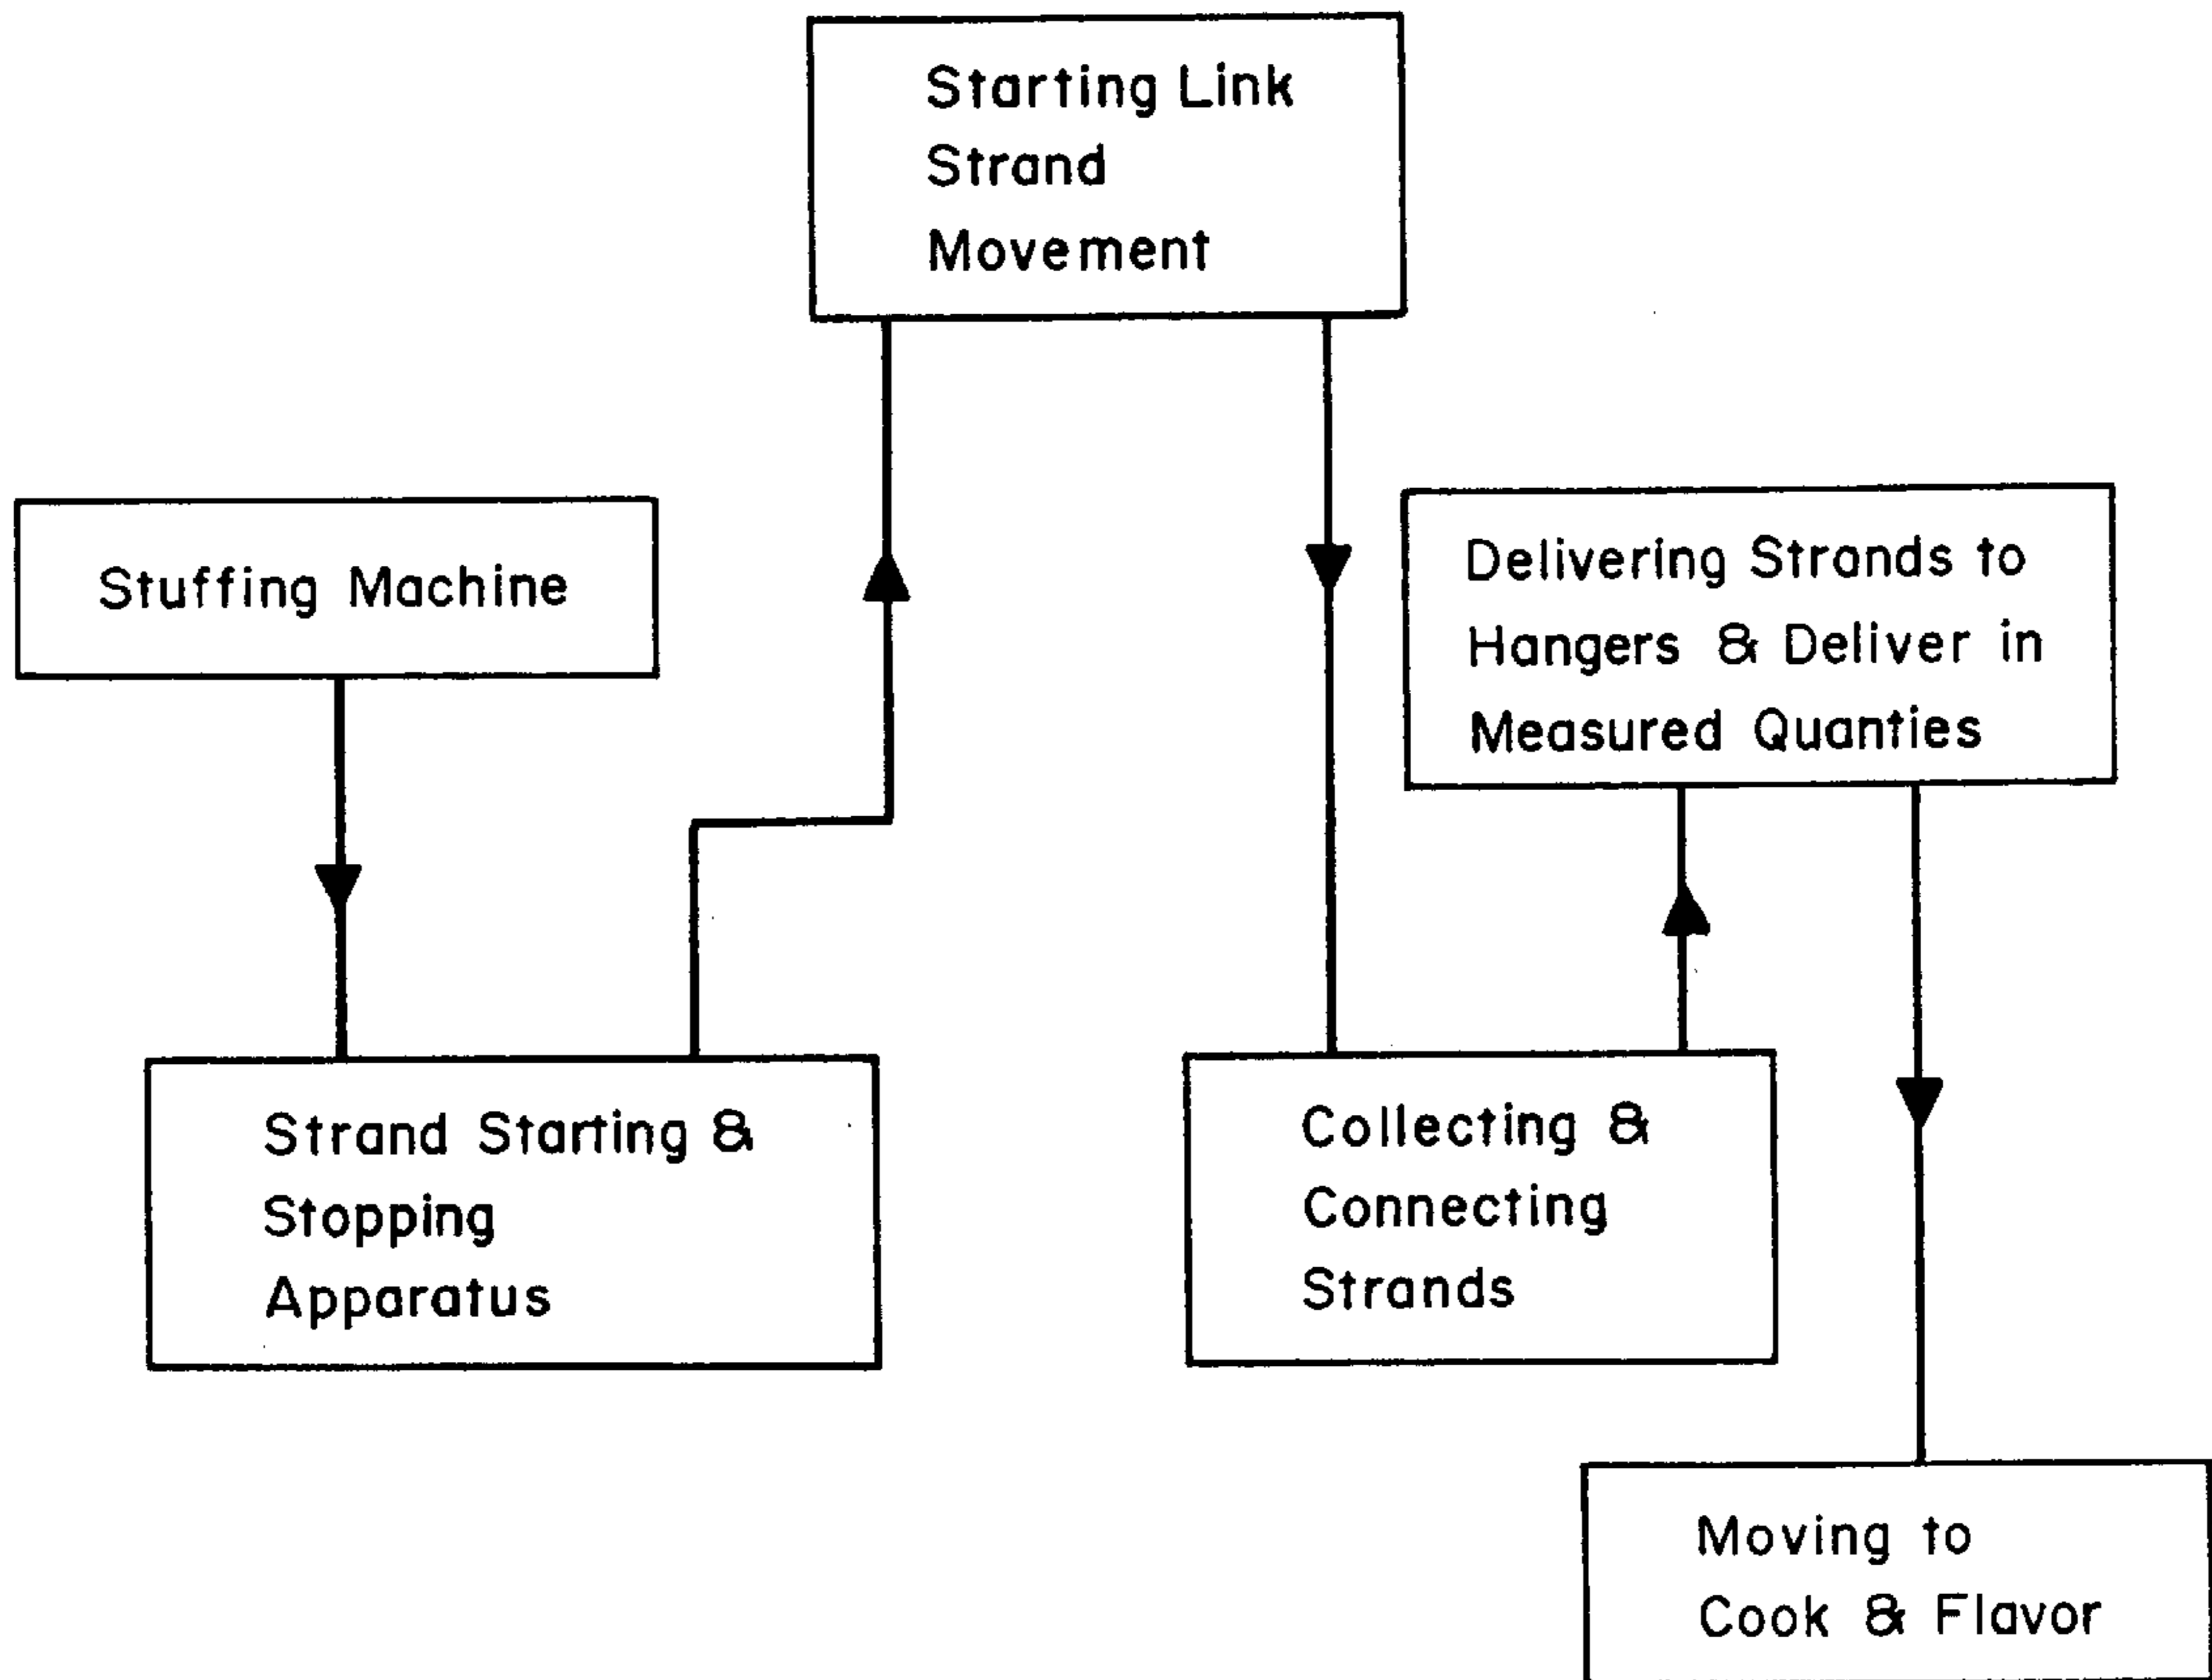 Starting Link
Strand
Movement
Stuffing Machine
Delivering Strands to
Hangers & Deliver in
Measured Quanties
Strand Starting &
Stopping
Apparatus
Collecting &
Connecting
Strands
Moving to
Cook & Flavor